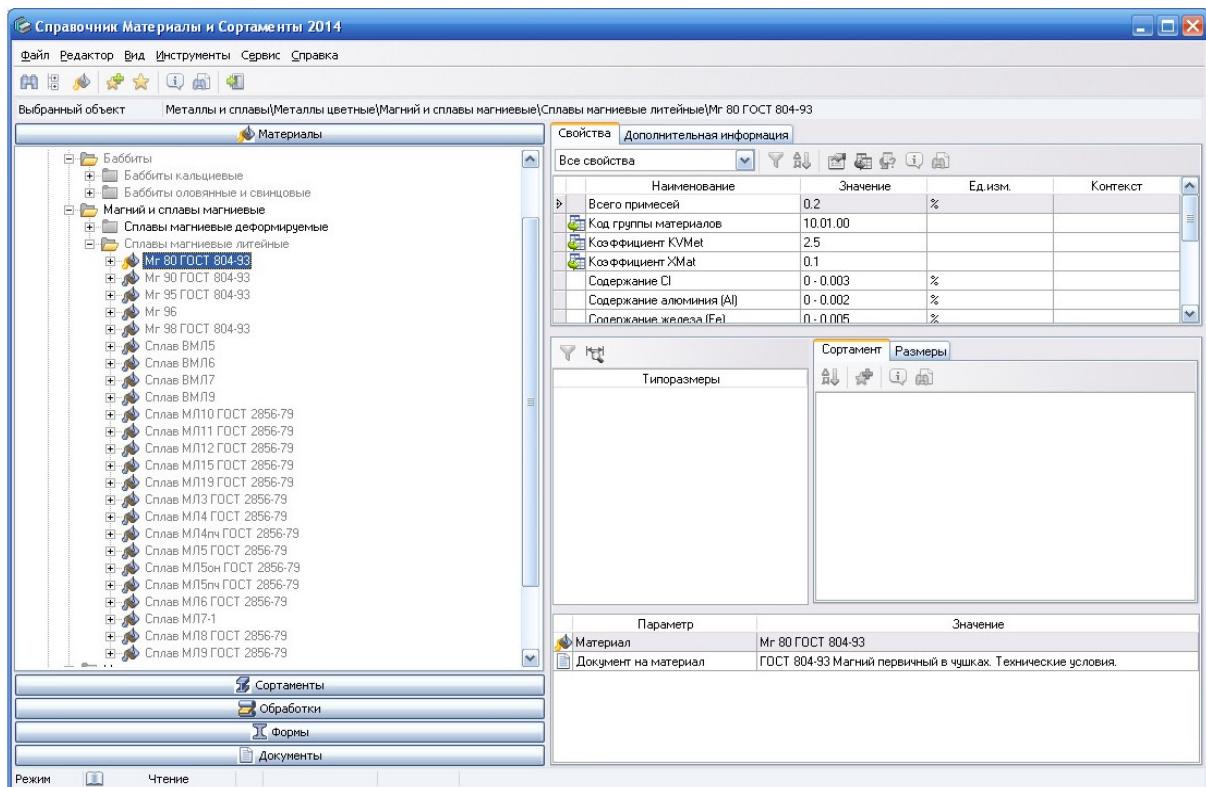 Справочник Материалы и Сортаменты 2014
Файл Редактор Вид Инструменты Сервис Справка
Выбранный объект Металлы и сплавы\Металлы цветные\Магний и сплавы магниевые\Сплавы магниевые литейные\Мг 80 ГОСТ 804-93
Материалы
Баббиты
Баббиты кальциевые
Баббиты оловянные и свинцовые
Магний и сплавы магниевые
Сплавы магниевые деформируемые
Сплавы магниевые литейные
Мг 80 ГОСТ 804-93
Мг 90 ГОСТ 804-93
Мг 95 ГОСТ 804-93
Мг 96
Мг 98 ГОСТ 804-93
Сплав ВМЛ5
Сплав ВМЛ6
Сплав ВМЛ7
Сплав ВМЛ9
Сплав МЛ10 ГОСТ 2856-79
Сплав МЛ11 ГОСТ 2856-79
Сплав МЛ12 ГОСТ 2856-79
Сплав МЛ15 ГОСТ 2856-79
Сплав МЛ19 ГОСТ 2856-79
Сплав МЛ3 ГОСТ 2856-79
Сплав МЛ4 ГОСТ 2856-79
Сплав МЛ4пч ГОСТ 2856-79
Сплав МЛ5 ГОСТ 2856-79
Сплав МЛ5он ГОСТ 2856-79
Сплав МЛ5пч ГОСТ 2856-79
Сплав МЛ6 ГОСТ 2856-79
Сплав МЛ7-1
Сплав МЛ8 ГОСТ 2856-79
Сплав МЛ9 ГОСТ 2856-79
Сортаменты
Обработки
Формы
Документы
Свойства Дополнительная информация
Все свойства
Наименование Значение Ед.изм. Контекст
Всего примесей 0.2 %
Код группы материалов 10.01.00
Коэффициент KVMet 2.5
Коэффициент XMat 0.1
Содержание Cl 0 - 0.003 %
Содержание алюминия (Al) 0 - 0.002 %
Содержание железа (Fe) 0 - 0.005 %
Типоразмеры
Сортамент Размеры
Параметр Значение
Материал Мг 80 ГОСТ 804-93
Документ на материал ГОСТ 804-93 Магний первичный в чушках. Технические условия.
Режим Чтение